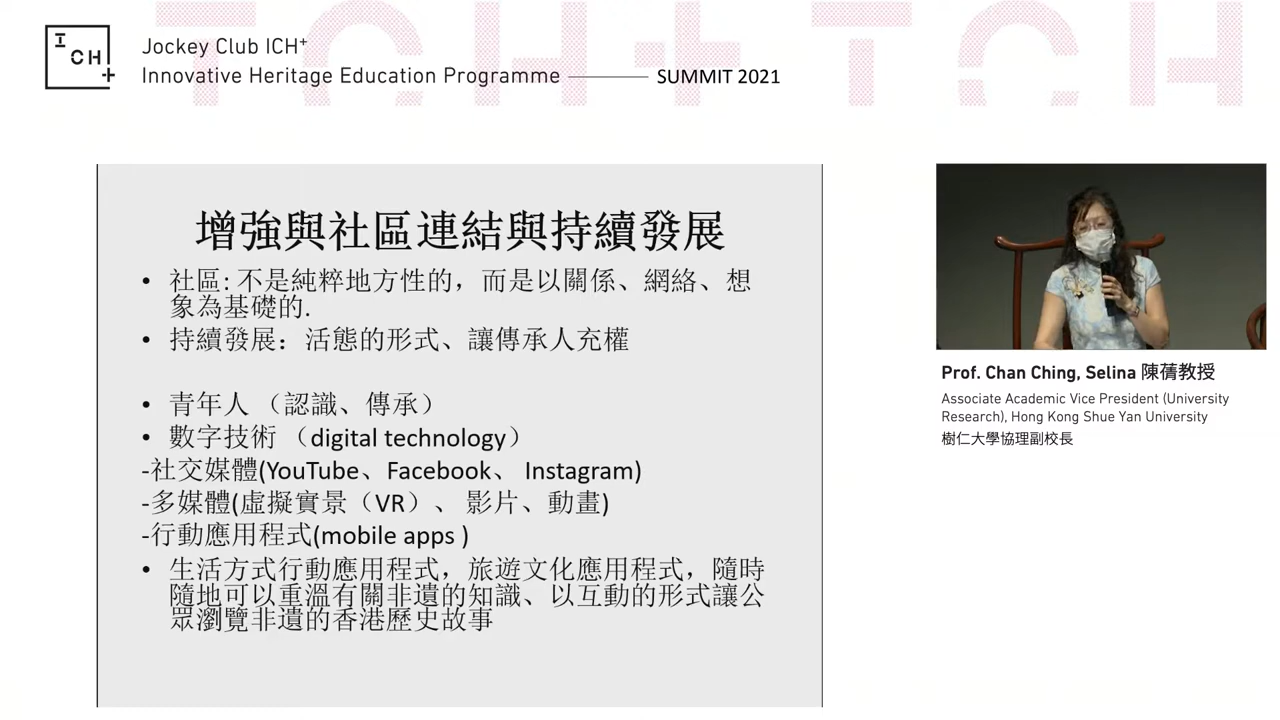 I
CH
+
Jockey Club ICH+
Innovative Heritage Education Programme
SUMMIT 2021
ICH+ICH
增強與社區連結與持續發展
• 社區: 不是純粹地方性的，而是以關係、網絡、想
象為基礎的.
• 持續發展：活態的形式、讓傳承人充權
• 青年人（認識、傳承）
• 數字技術（digital technology）
-社交媒體(YouTube、Facebook、 Instagram)
-多媒體(虛擬實景（VR）、 影片、動畫)
-行動應用程式(mobile apps )
• 生活方式行動應用程式，旅遊文化應用程式，隨時
隨地可以重溫有關非遺的知識、以互動的形式讓公
眾瀏覽非遺的香港歷史故事
Prof. Chan Ching, Selina 陳蒨教授
Associate Academic Vice President (University
Research), Hong Kong Shue Yan University
樹仁大學協理副校長